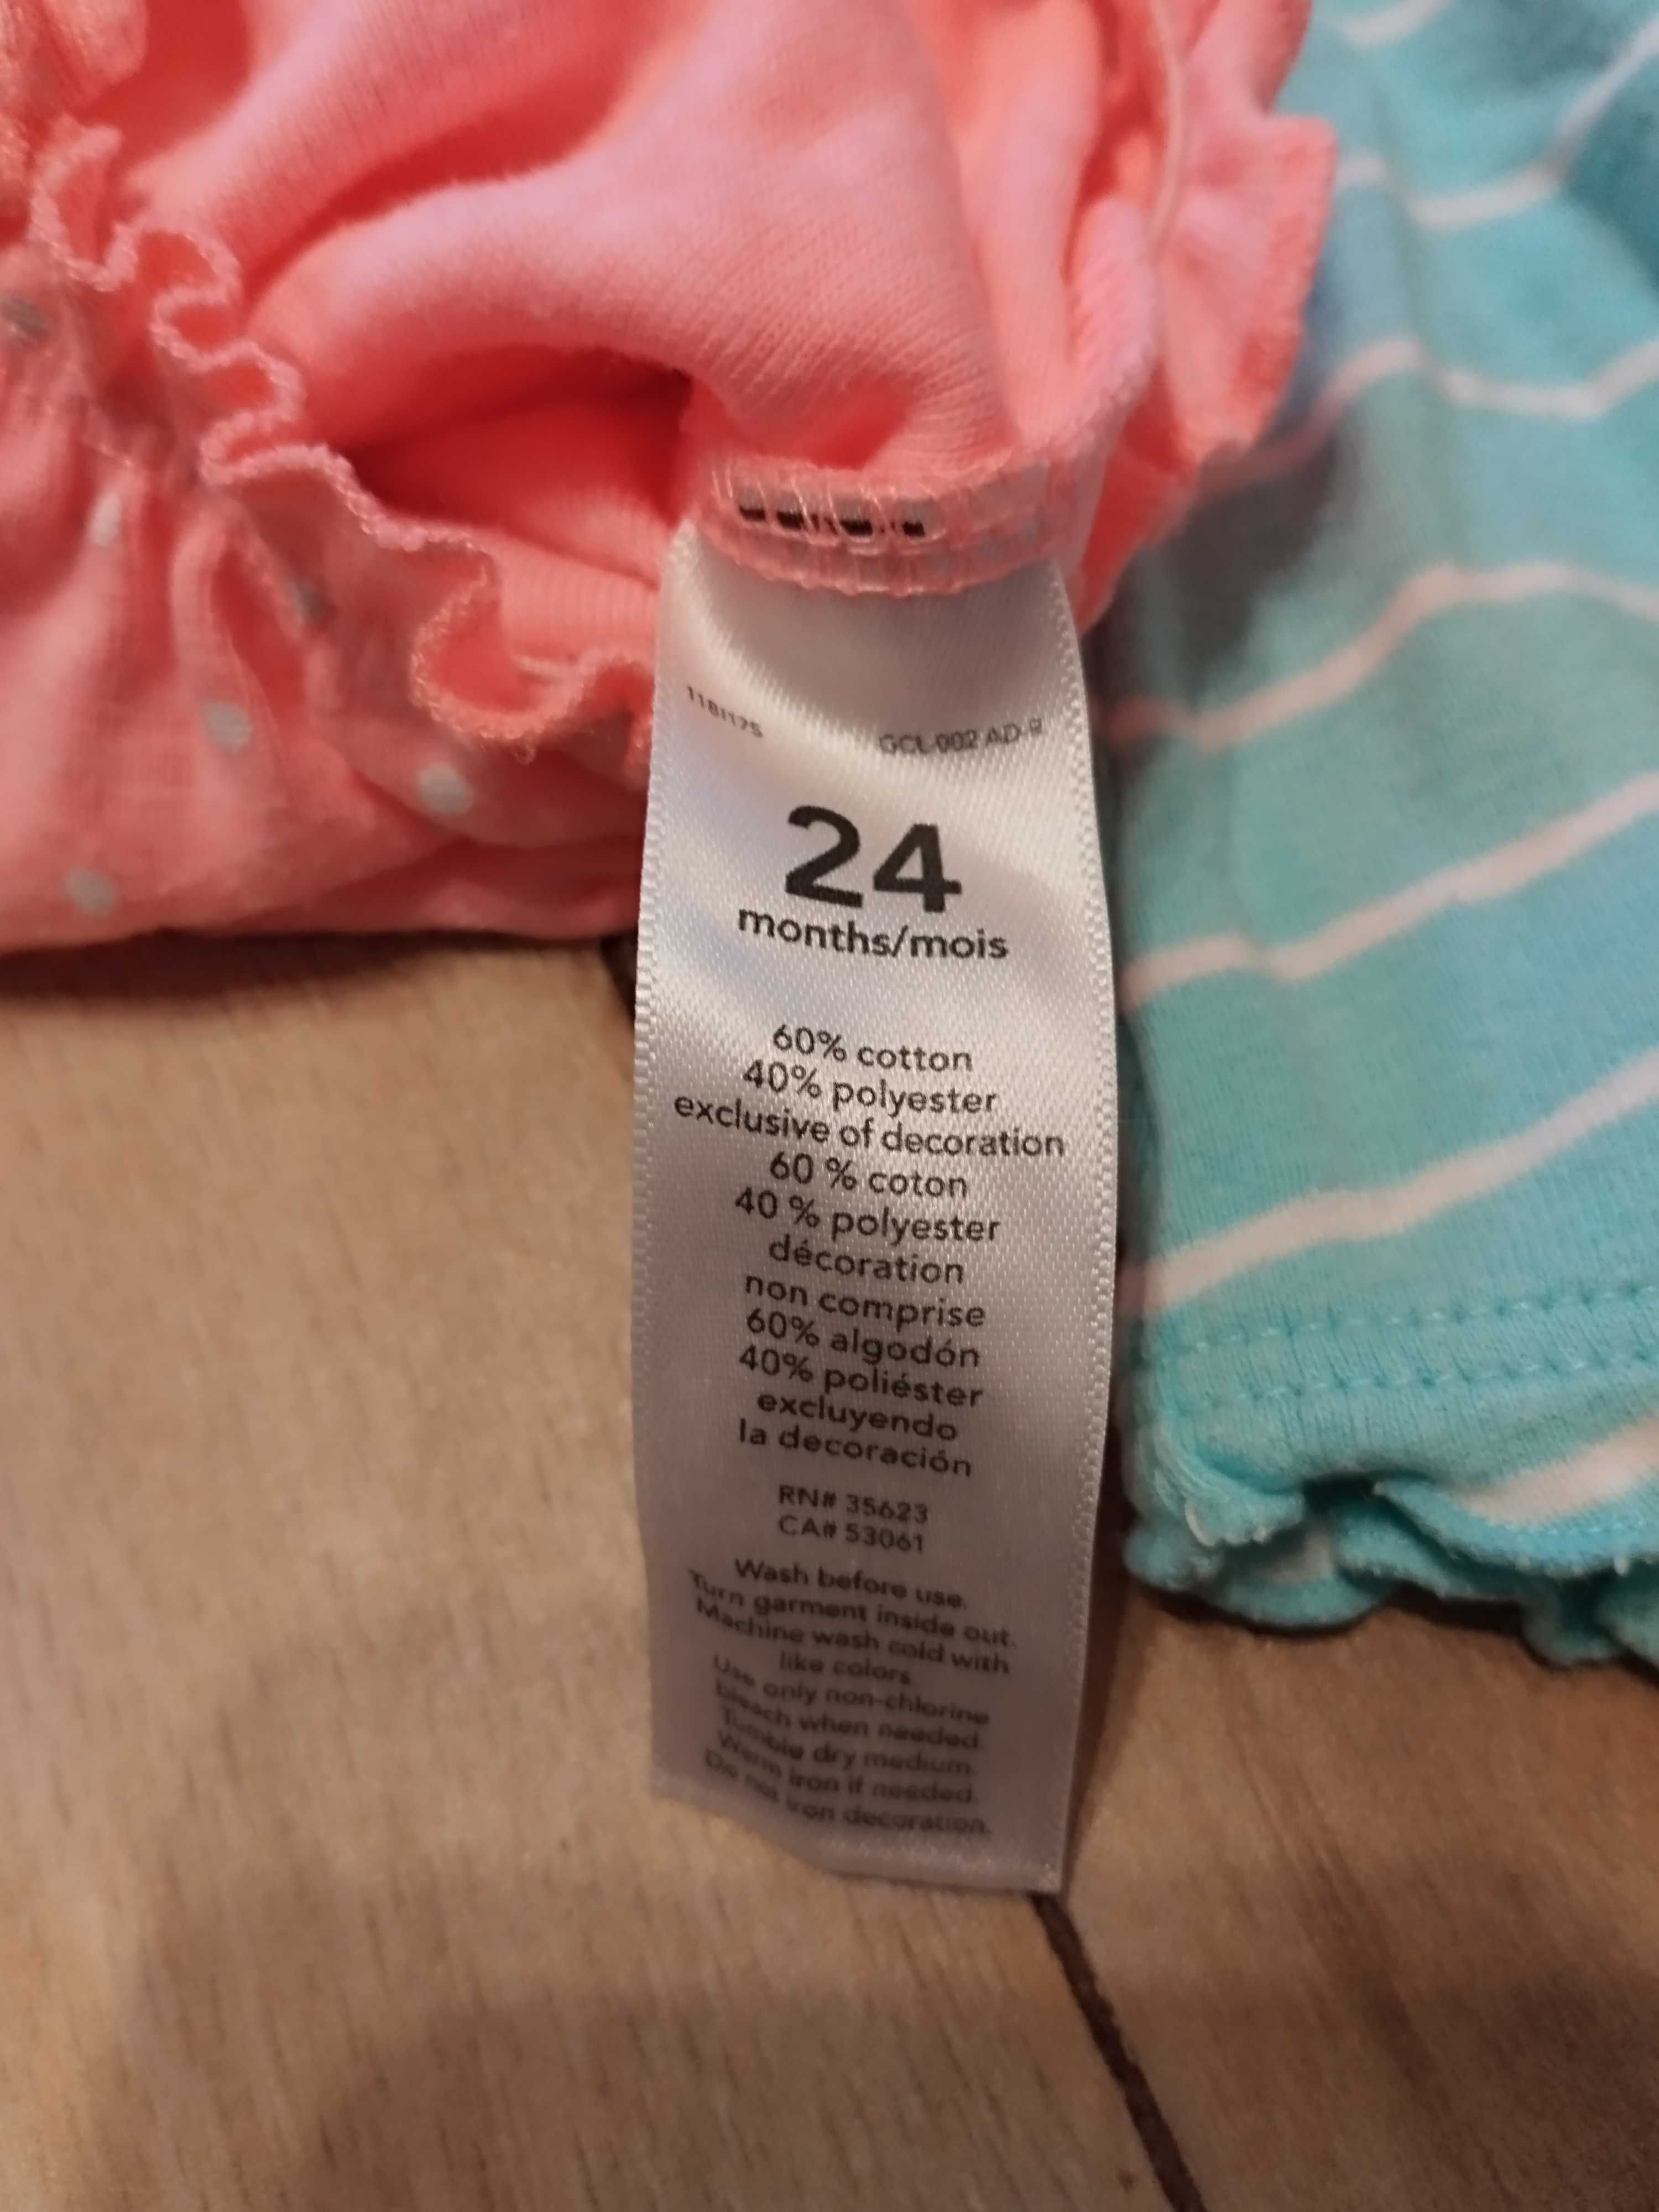 118I175
GCL-002 AD-R
24
months/mois
60% cotton
40% polyester
exclusive of decoration
60 % coton
40 % polyester
décoration
non comprise
60% algodón
40% poliéster
excluyendo
la decoración
RN# 35623
CA# 53061
Wash before use.
Turn garment inside out.
Machine wash cold with
like colors.
Use only non-chlorine
bleach when needed.
Tumble dry medium.
Warm iron if needed.
Do not iron decoration.